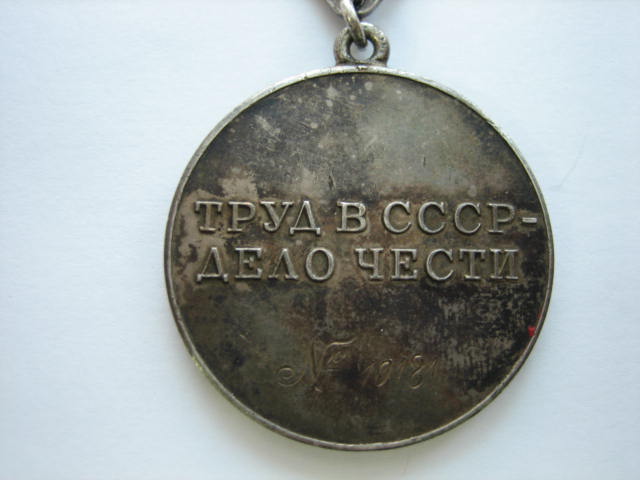 ТРУД В СССР-
ДЕЛО ЧЕСТИ
№